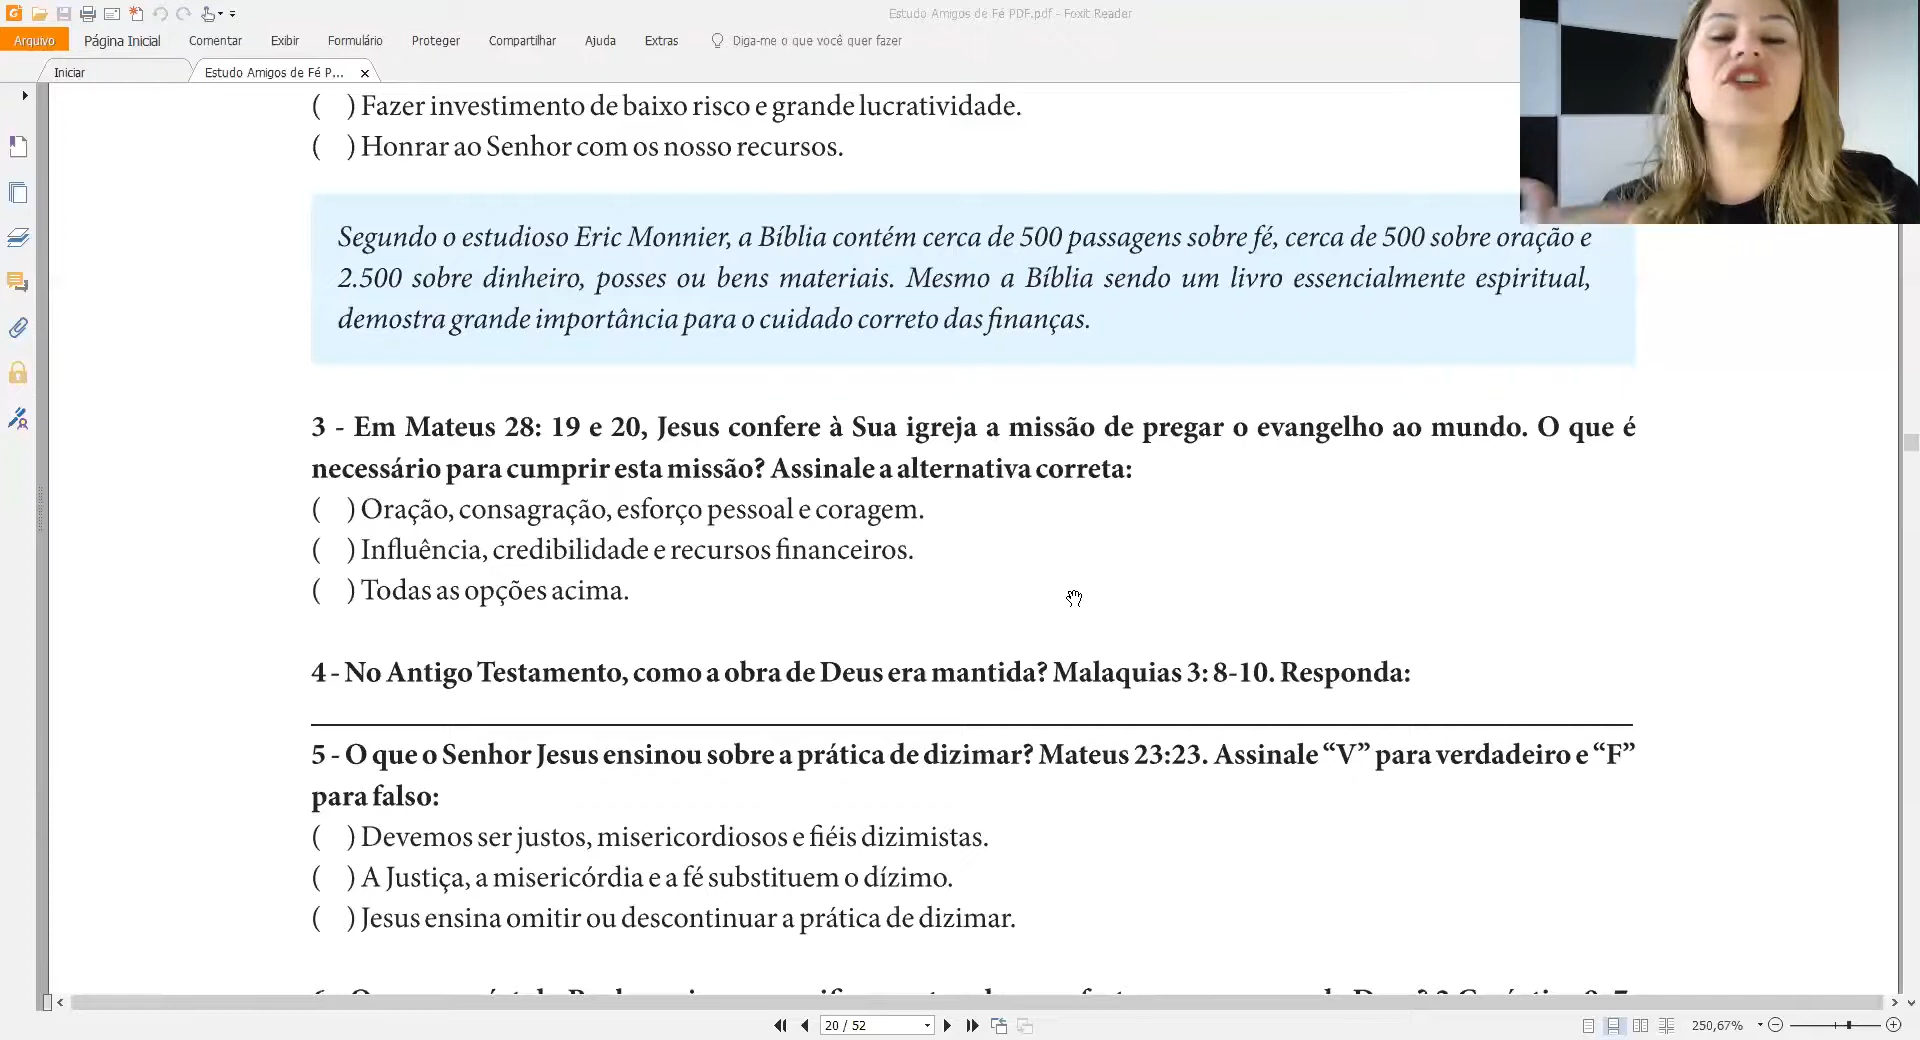 Estudo Amigos de Fé PDF.pdf - Foxit Reader
Arquivo Página Inicial Comentar Exibir Formulário Proteger Compartilhar Ajuda Extras Diga-me o que você quer fazer
Iniciar Estudo Amigos de Fé P...
( ) Fazer investimento de baixo risco e grande lucratividade.
( ) Honrar ao Senhor com os nosso recursos.
Segundo o estudioso Eric Monnier, a Bíblia contém cerca de 500 passagens sobre fé, cerca de 500 sobre oração e
2.500 sobre dinheiro, posses ou bens materiais. Mesmo a Bíblia sendo um livro essencialmente espiritual,
demostra grande importância para o cuidado correto das finanças.
3 - Em Mateus 28: 19 e 20, Jesus confere à Sua igreja a missão de pregar o evangelho ao mundo. O que é
necessário para cumprir esta missão? Assinale a alternativa correta:
( ) Oração, consagração, esforço pessoal e coragem.
( ) Influência, credibilidade e recursos financeiros.
( ) Todas as opções acima.
4 - No Antigo Testamento, como a obra de Deus era mantida? Malaquias 3: 8-10. Responda:
5 - O que o Senhor Jesus ensinou sobre a prática de dizimar? Mateus 23:23. Assinale “V” para verdadeiro e “F”
para falso:
( ) Devemos ser justos, misericordiosos e fiéis dizimistas.
( ) A Justiça, a misericórdia e a fé substituem o dízimo.
( ) Jesus ensina omitir ou descontinuar a prática de dizimar.
20 / 52
250,67%